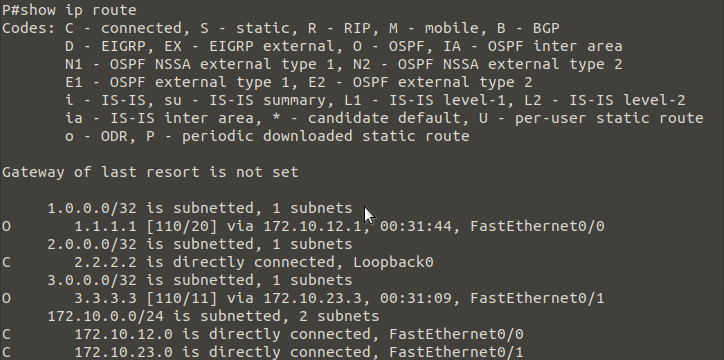 P#show ip route
Codes: C - connected, S - static, R - RIP, M - mobile, B - BGP
       D - EIGRP, EX - EIGRP external, O - OSPF, IA - OSPF inter area
       N1 - OSPF NSSA external type 1, N2 - OSPF NSSA external type 2
       E1 - OSPF external type 1, E2 - OSPF external type 2
       i - IS-IS, su - IS-IS summary, L1 - IS-IS level-1, L2 - IS-IS level-2
       ia - IS-IS inter area, * - candidate default, U - per-user static route
       o - ODR, P - periodic downloaded static route
Gateway of last resort is not set
     1.0.0.0/32 is subnetted, 1 subnets
O       1.1.1.1 [110/20] via 172.10.12.1, 00:31:44, FastEthernet0/0
     2.0.0.0/32 is subnetted, 1 subnets
C       2.2.2.2 is directly connected, Loopback0
     3.0.0.0/32 is subnetted, 1 subnets
O       3.3.3.3 [110/11] via 172.10.23.3, 00:31:09, FastEthernet0/1
     172.10.0.0/24 is subnetted, 2 subnets
C       172.10.12.0 is directly connected, FastEthernet0/0
C       172.10.23.0 is directly connected, FastEthernet0/1